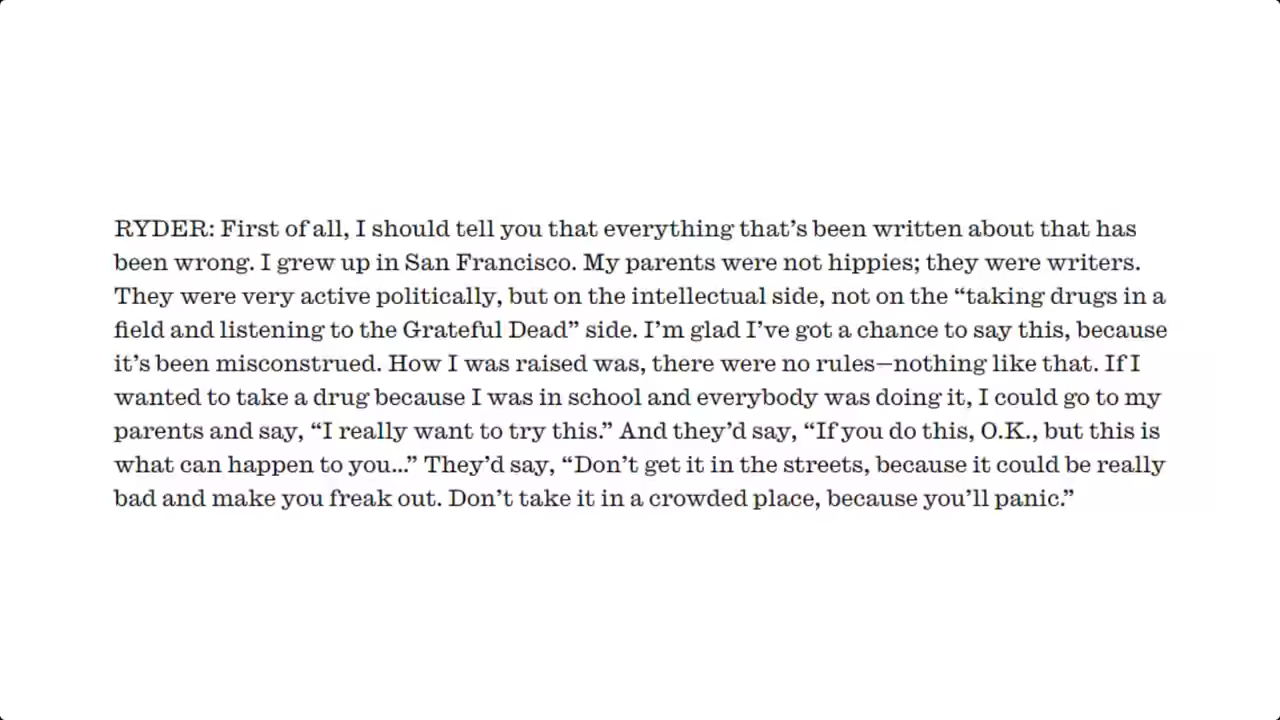 RYDER: First of all, I should tell you that everything that’s been written about that has
been wrong. I grew up in San Francisco. My parents were not hippies; they were writers.
They were very active politically, but on the intellectual side, not on the “taking drugs in a
field and listening to the Grateful Dead” side. I’m glad I’ve got a chance to say this, because
it’s been misconstrued. How I was raised was, there were no rules—nothing like that. If I
wanted to take a drug because I was in school and everybody was doing it, I could go to my
parents and say, “I really want to try this.” And they’d say, “If you do this, O.K., but this is
what can happen to you...” They’d say, “Don’t get it in the streets, because it could be really
bad and make you freak out. Don’t take it in a crowded place, because you’ll panic.”